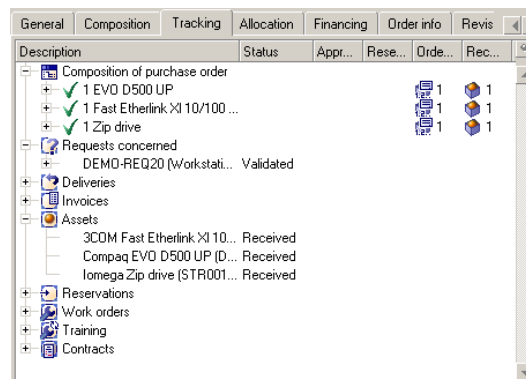 General Composition Tracking Allocation Financing Order info Revis
Description Status Appr... Rese... Orde... Rec...
Composition of purchase order
1 EVO D500 UP 1 1
1 Fast Etherlink XI 10/100 ... 1 1
1 Zip drive 1 1
Requests concerned
DEMO-REQ20 (Workstati... Validated
Deliveries
Invoices
Assets
3COM Fast Etherlink XI 10... Received
Compaq EVO D500 UP (D... Received
Iomega Zip drive (STR001... Received
Reservations
Work orders
Training
Contracts